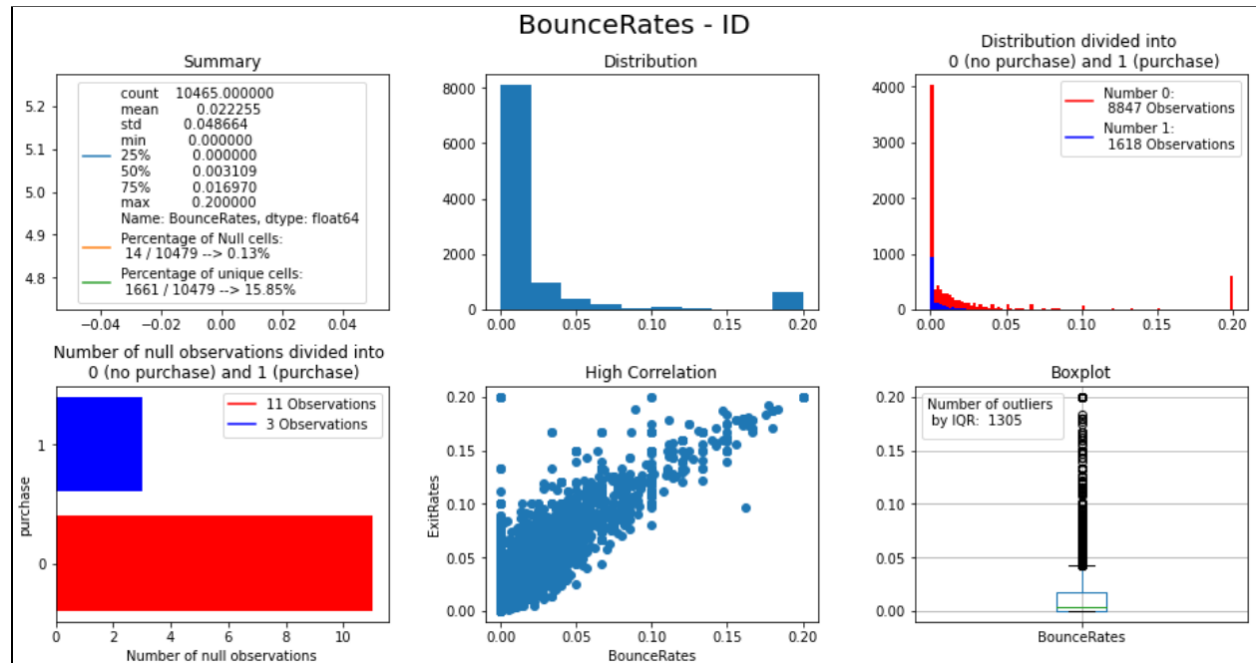 BounceRates - ID
Summary
count 10465.000000
mean 0.022255
std 0.048664
min 0.000000
25% 0.000000
50% 0.003109
75% 0.016970
max 0.200000
Name: BounceRates, dtype: float64
Percentage of Null cells:
14 / 10479 --> 0.13%
Percentage of unique cells:
1661 / 10479 --> 15.85%
5.2
5.1
5.0
4.9
4.8
−0.04 −0.02 0.00 0.02 0.04
Distribution
8000
6000
4000
2000
0
0.00 0.05 0.10 0.15 0.20
Distribution divided into
0 (no purchase) and 1 (purchase)
Number 0:
8847 Observations
Number 1:
1618 Observations
4000
3000
2000
1000
0
0.00 0.05 0.10 0.15 0.20
Number of null observations divided into
0 (no purchase) and 1 (purchase)
11 Observations
3 Observations
1
0
purchase
0 2 4 6 8 10
Number of null observations
High Correlation
0.20
0.15
0.10
0.05
0.00
ExitRates
0.00 0.05 0.10 0.15 0.20
BounceRates
Boxplot
Number of outliers
by IQR: 1305
0.20
0.15
0.10
0.05
0.00
BounceRates